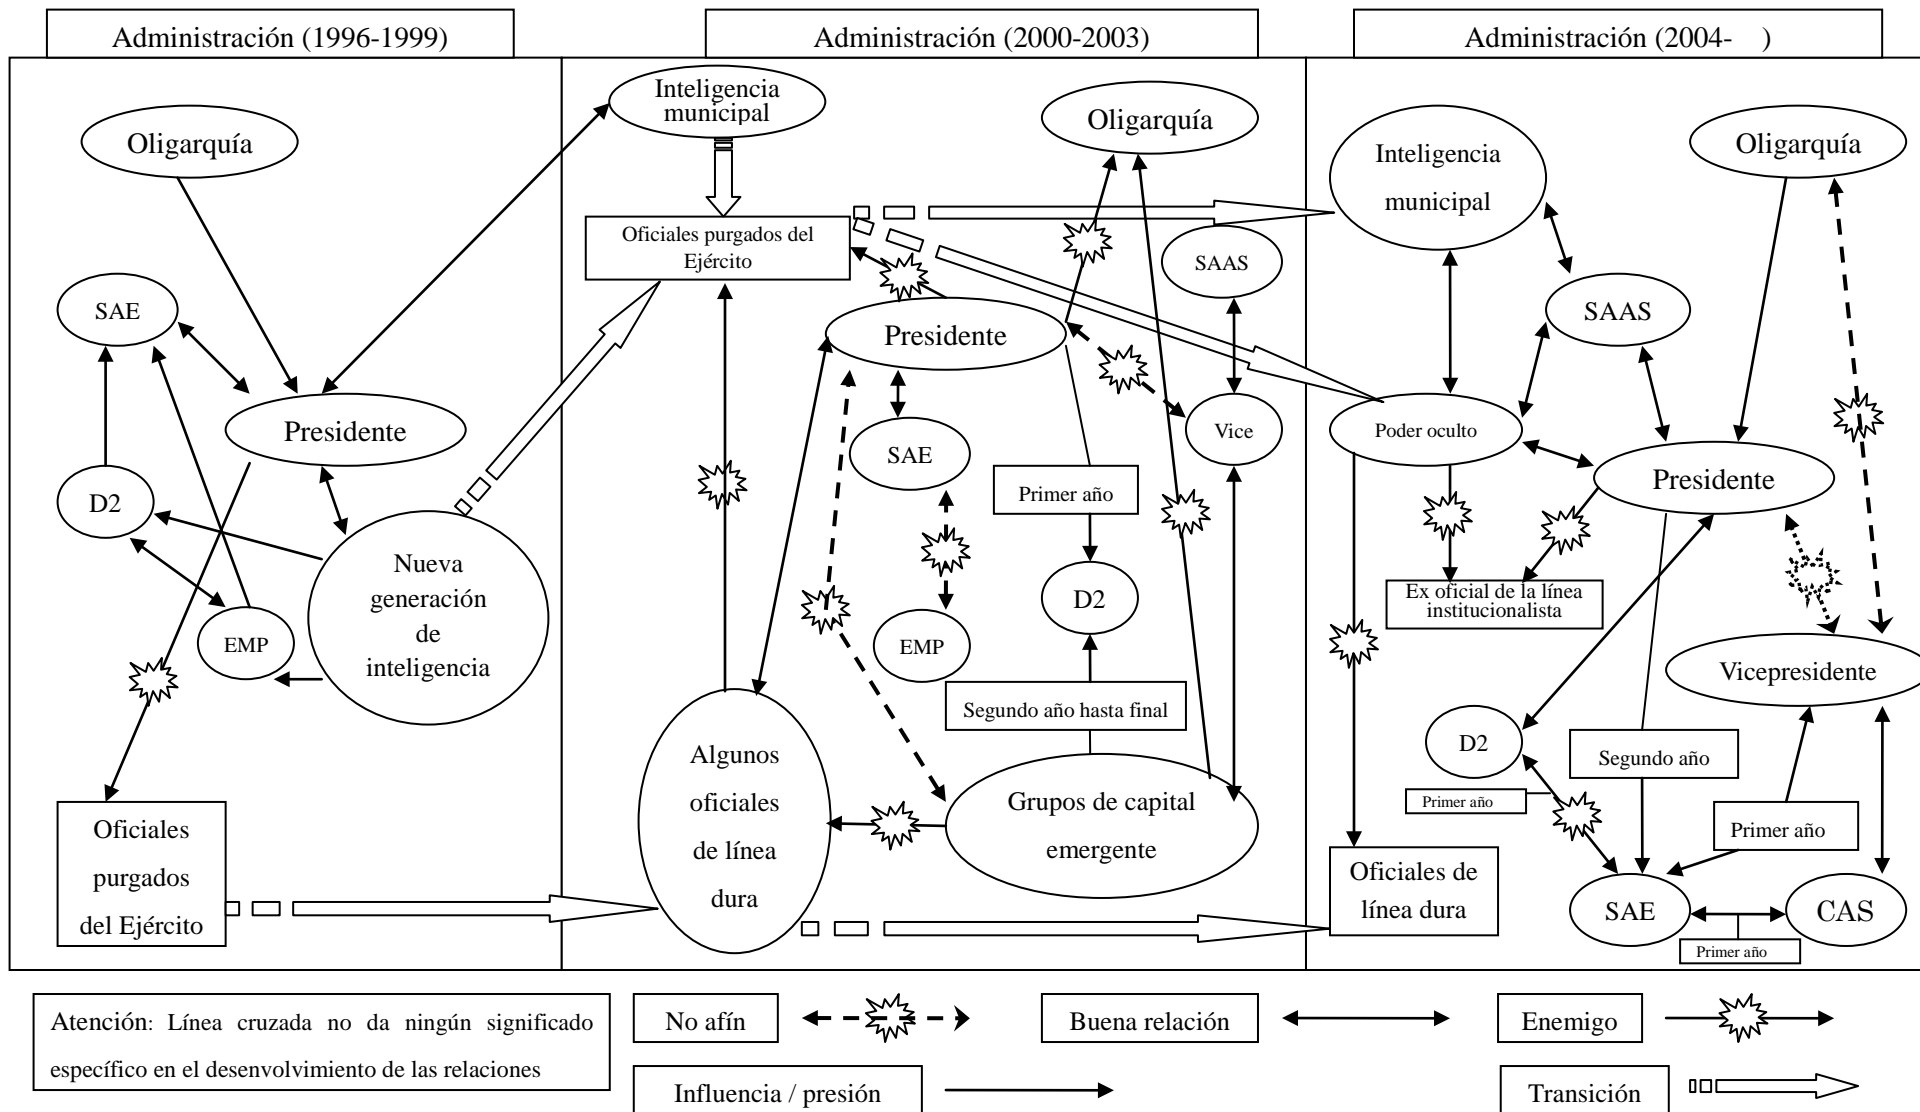 Administración (1996-1999)
Oligarquía
SAE
Presidente
D2
EMP
Nueva
generación
de
inteligencia
Oficiales
purgados
del Ejército
Administración (2000-2003)
Inteligencia
municipal
Oligarquía
Oficiales purgados del
Ejército
SAAS
Presidente
Vice
SAE
Primer año
D2
EMP
Segundo año hasta final
Algunos
oficiales
de línea
dura
Grupos de capital
emergente
Administración (2004- )
Inteligencia
municipal
Oligarquía
SAAS
Poder oculto
Presidente
Ex oficial de la línea
institucionalista
Vicepresidente
D2
Segundo año
Primer año
Primer año
Oficiales de
línea dura
SAE
CAS
Primer año
Atención: Línea cruzada no da ningún significado
específico en el desenvolvimiento de las relaciones
No afín
Buena relación
Enemigo
Influencia / presión
Transición